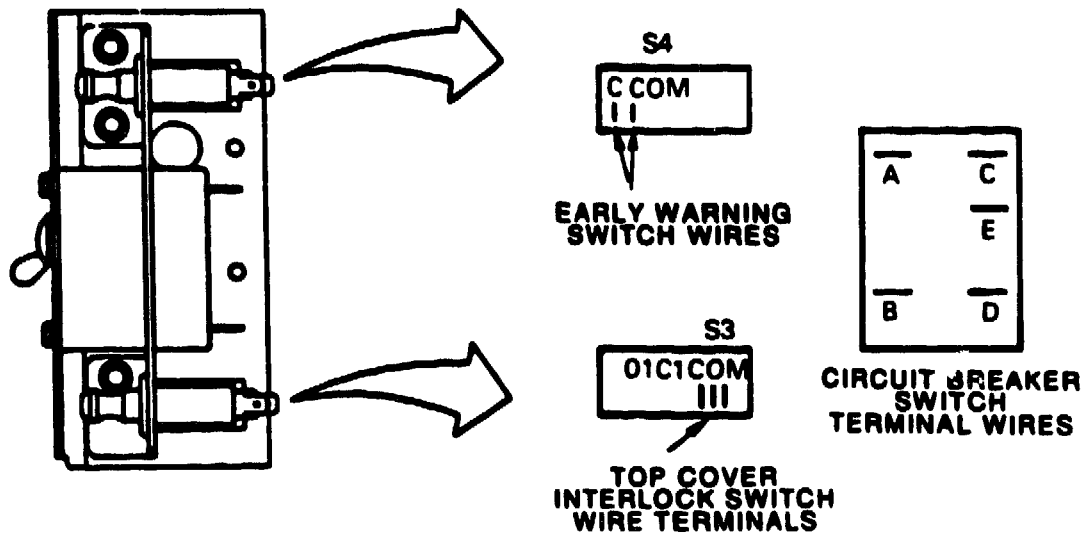 S4
C COM
EARLY WARNING
SWITCH WIRES
A C
E
B D
S3
01C1COM
CIRCUIT BREAKER
SWITCH
TERMINAL WIRES
TOP COVER
INTERLOCK SWITCH
WIRE TERMINALS